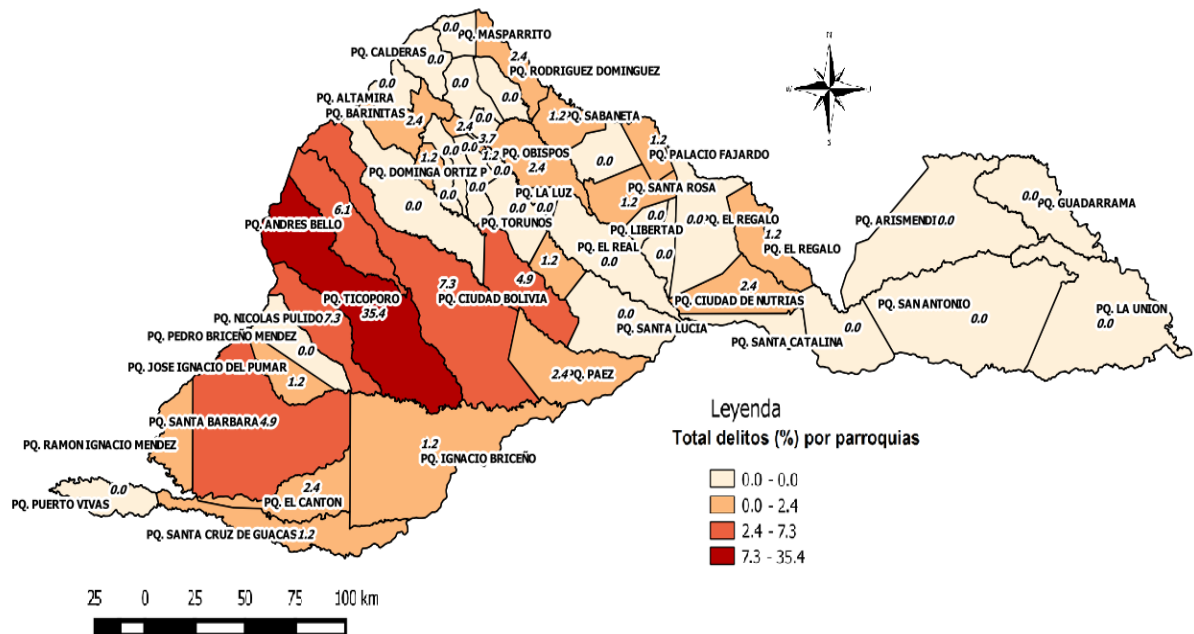 0.0
PQ. MASPARRITO
PQ. CALDERAS
0.0
2.4
PQ. RODRIGUEZ DOMINGUEZ
0.0
0.0
0.0
PQ. ALTAMIRA
PQ. BARINITAS
2.4
0.0
2.4
1.2
PQ. SABANETA
3.7
1.2
PQ. PALACIO FAJARDO
0.0
0.0
1.2
1.2
PQ. OBISPOS
2.4
0.0
PQ. DOMINGA ORTIZ P
0.0
0.0
0.0
PQ. LA LUZ
PQ. SANTA ROSA
1.2
0.0
0.0
0.0
6.1
PQ. ANDRES BELLO
PQ. TORUNOS
0.0
0.0
PQ. EL REGALO
PQ. LIBERTAD
PQ. EL REAL
0.0
0.0
1.2
PQ. EL REGALO
PQ. ARISMENDI 0.0
0.0
PQ. GUADARRAMA
1.2
7.3
4.9
PQ. CIUDAD BOLIVIA
2.4
PQ. CIUDAD DE NUTRIAS
PQ. TICOPORO
35.4
PQ. SAN ANTONIO
0.0
PQ. LA UNION
0.0
PQ. NICOLAS PULIDO 7.3
0.0
PQ. SANTA LUCIA
0.0
PQ. SANTA CATALINA
PQ. PEDRO BRICEÑO MENDEZ
0.0
PQ. JOSE IGNACIO DEL PUMAR
1.2
2.4 PQ. PAEZ
PQ. SANTA BARBARA 4.9
PQ. RAMON IGNACIO MENDEZ
1.2
PQ. IGNACIO BRICEÑO
0.0
PQ. PUERTO VIVAS
2.4
PQ. EL CANTON
PQ. SANTA CRUZ DE GUACAS 1.2
N
W
S
Leyenda
Total delitos (%) por parroquias
0.0 - 0.0
0.0 - 2.4
2.4 - 7.3
7.3 - 35.4
25 0 25 50 75 100 km